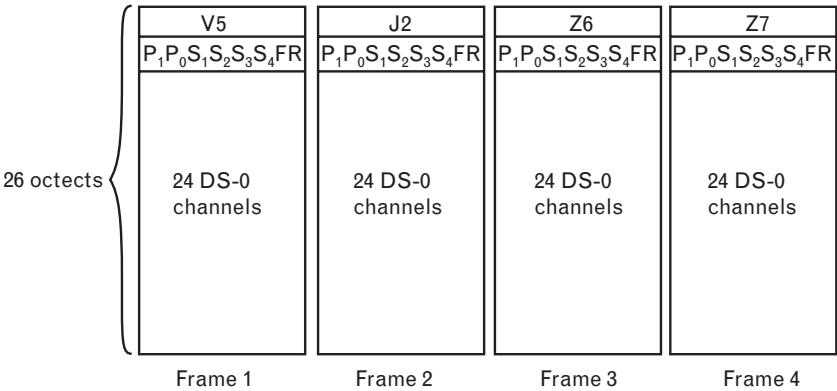 V5 J2 Z6 Z7
P₁P₀S₁S₂S₃S₄FR P₁P₀S₁S₂S₃S₄FR P₁P₀S₁S₂S₃S₄FR P₁P₀S₁S₂S₃S₄FR
26 octects
24 DS-0 channels
24 DS-0 channels
24 DS-0 channels
24 DS-0 channels
Frame 1 Frame 2 Frame 3 Frame 4